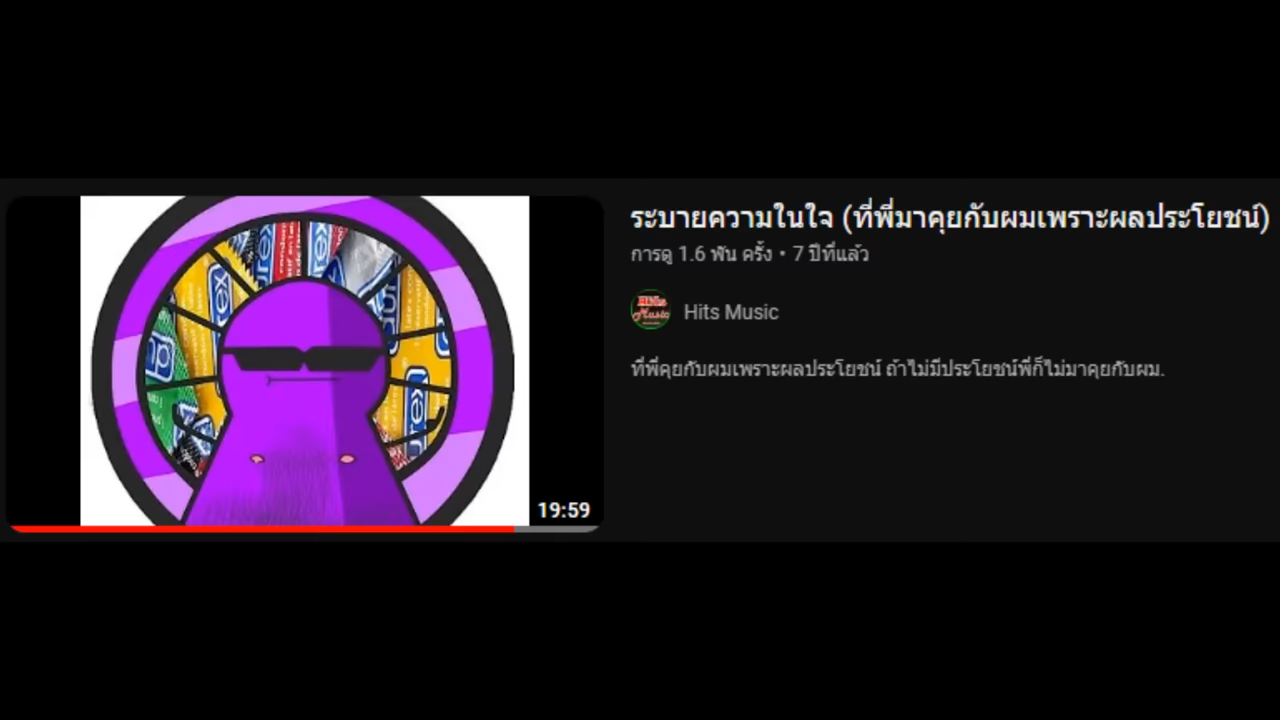 ระบายความในใจ (ที่พี่มาคุยกับผมเพราะผลประโยชน์)
การดู 1.6 พัน ครั้ง • 7 ปีที่แล้ว
Hits Music
Hits Music
ที่พี่คุยกับผมเพราะผลประโยชน์ ถ้าไม่มีประโยชน์พี่ก็ไม่มาคุยกับผม.
19:59